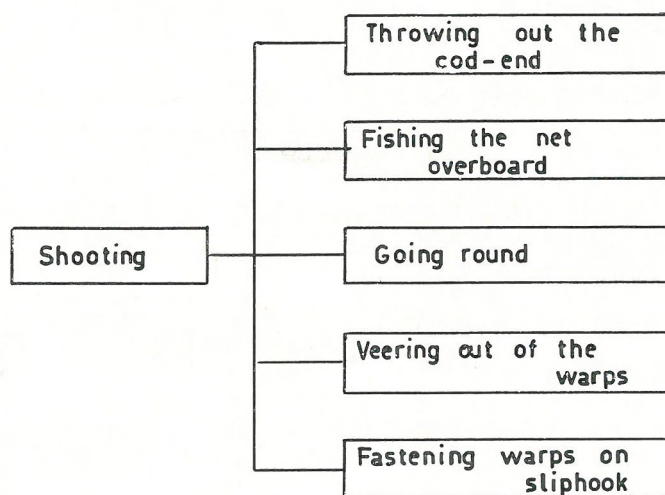 Throwing out the
cod-end
Fishing the net
overboard
Shooting
Going round
Veering out of the
warps
Fastening warps on
sliphook